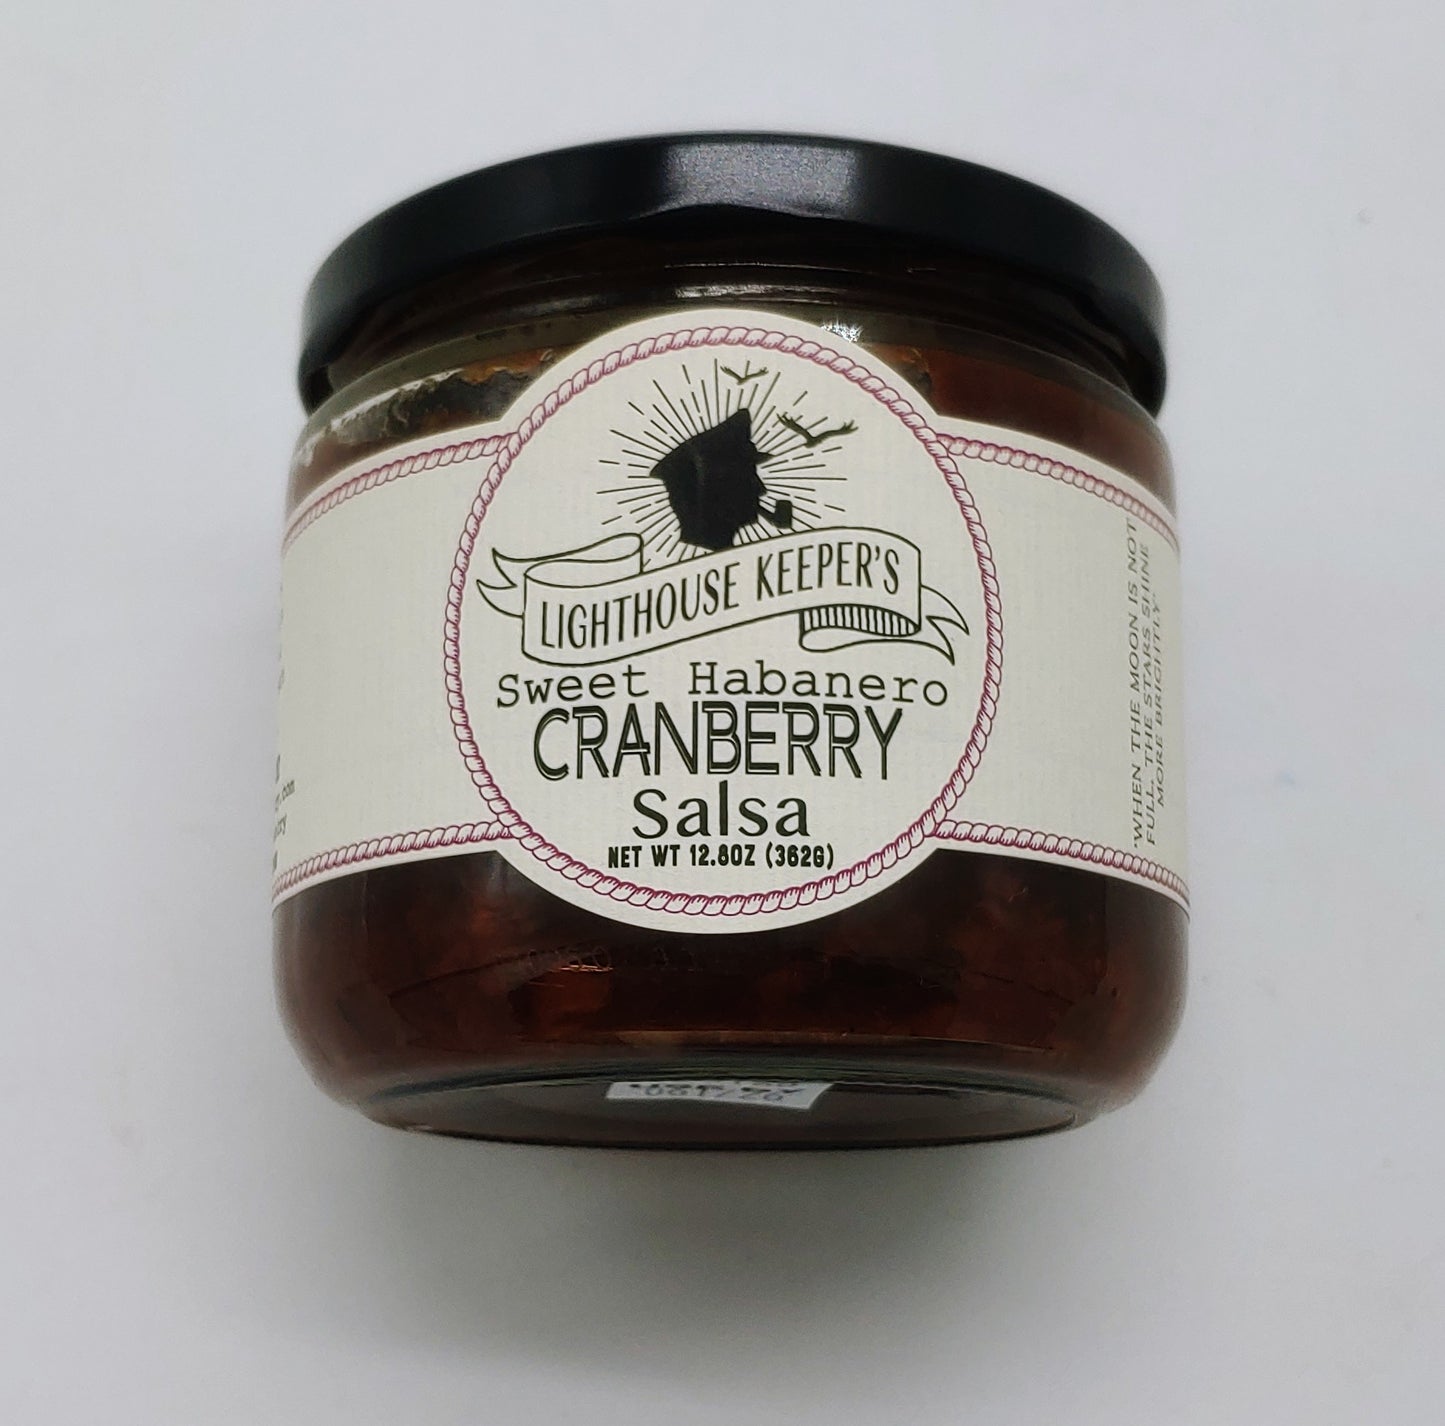 LIGHTHOUSE KEEPER'S
Sweet Habanero
CRANBERRY
Salsa
NET WT 12.8OZ (362G)
"WHEN THE MOON IS NOT
FULL, THE STARS SHINE
MORE BRIGHTLY"
.com